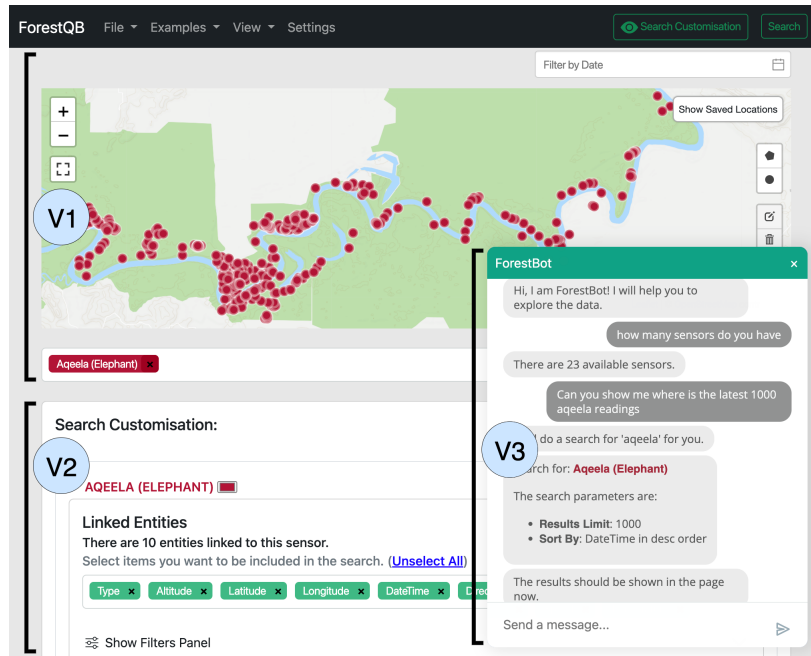 ForestQB File Examples View Settings Search Customisation Search
Filter by Date
+
Show Saved Locations
−
V1
Aqeela (Elephant) ×
ForestBot ×
Hi, I am ForestBot! I will help you to
explore the data.
how many sensors do you have
There are 23 available sensors.
Can you show me where is the latest 1000
aqeela readings
do a search for 'aqeela' for you.
V3
for: Aqeela (Elephant)
The search parameters are:
• Results Limit: 1000
• Sort By: DateTime in desc order
The results should be shown in the page
now.
Send a message...
Search Customisation:
V2
AQEELA (ELEPHANT)
Linked Entities
There are 10 entities linked to this sensor.
Select items you want to be included in the search. (Unselect All)
Type × Altitude × Latitude × Longitude × DateTime ×
Show Filters Panel